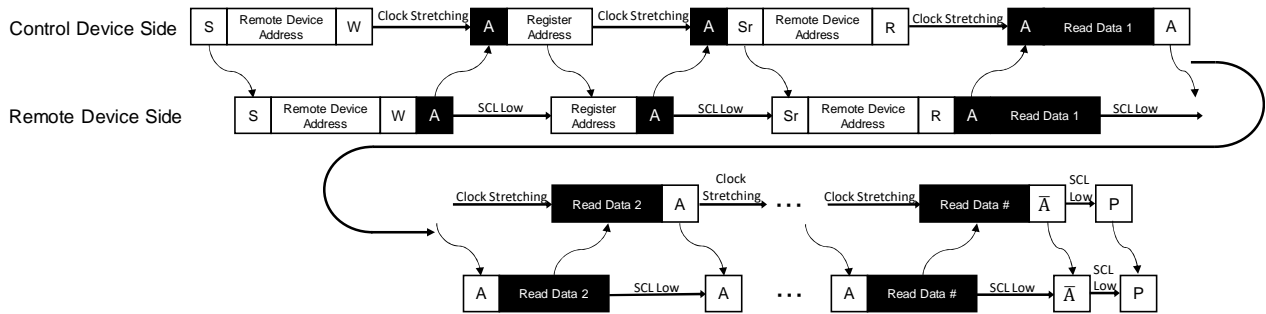 Control Device Side S Remote Device Address W Clock Stretching A Register Address Clock Stretching A Sr Remote Device Address R Clock Stretching A Read Data 1 A
Remote Device Side S Remote Device Address W A SCL Low Register Address A SCL Low Sr Remote Device Address R A Read Data 1 SCL Low
Clock Stretching Read Data 2 A Clock Stretching ... Clock Stretching Read Data # A̅ SCL Low P
A Read Data 2 SCL Low A ... A Read Data # SCL Low A̅ SCL Low P